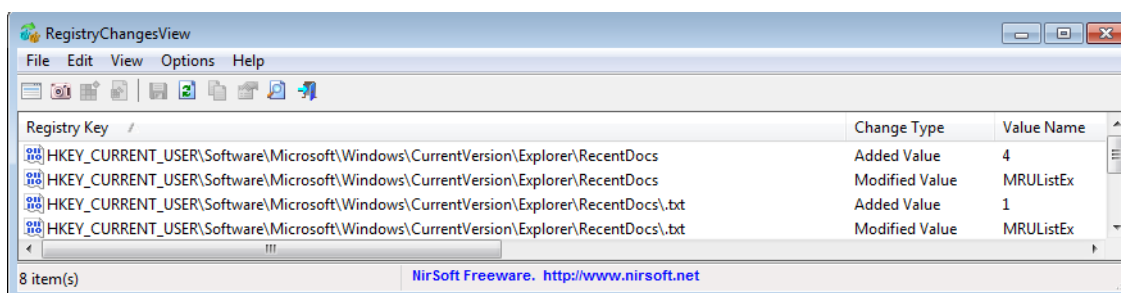 RegistryChangesView
File Edit View Options Help
Registry Key / Change Type Value Name
HKEY_CURRENT_USER\Software\Microsoft\Windows\CurrentVersion\Explorer\RecentDocs Added Value 4
HKEY_CURRENT_USER\Software\Microsoft\Windows\CurrentVersion\Explorer\RecentDocs Modified Value MRUListEx
HKEY_CURRENT_USER\Software\Microsoft\Windows\CurrentVersion\Explorer\RecentDocs\.txt Added Value 1
HKEY_CURRENT_USER\Software\Microsoft\Windows\CurrentVersion\Explorer\RecentDocs\.txt Modified Value MRUListEx
8 item(s) NirSoft Freeware. http://www.nirsoft.net